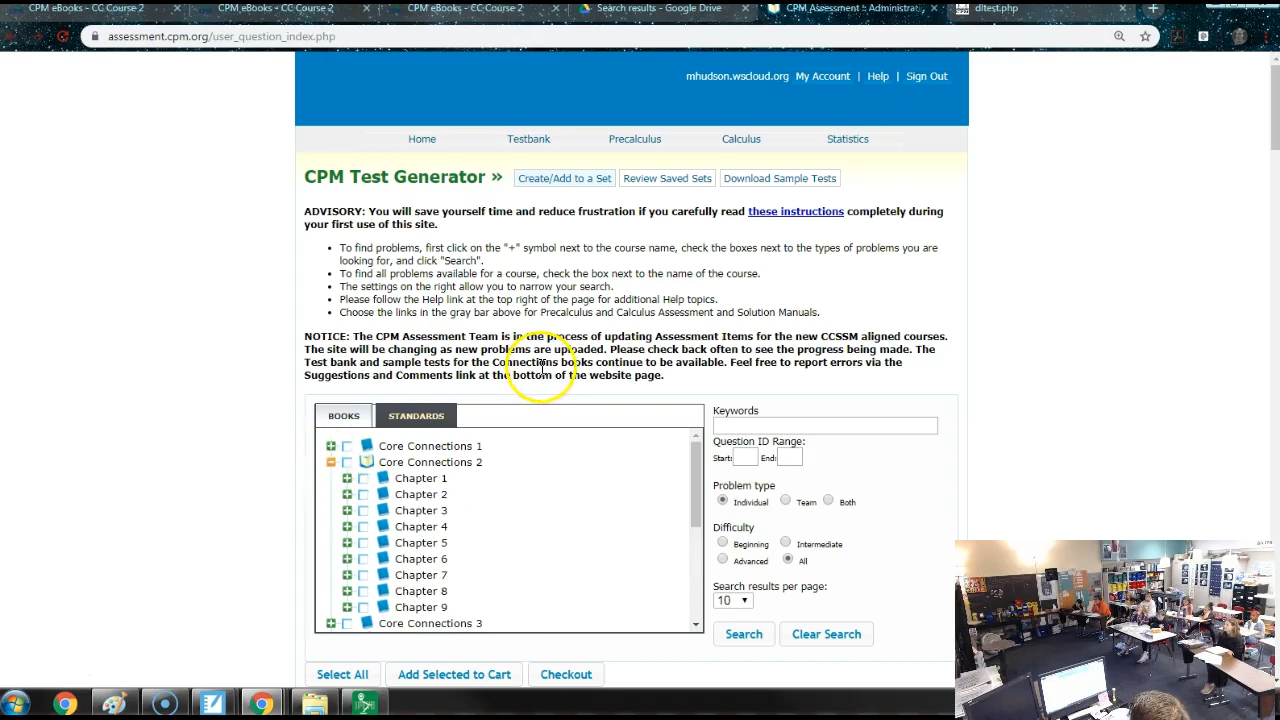 CPM eBooks - CC Course 2
CPM eBooks - CC Course 2
CPM eBooks - CC Course 2
Search results - Google Drive
CPM Assessment :: Administrat
dltest.php
assessment.cpm.org/user_question_index.php
mhudson.wscloud.org My Account | Help | Sign Out
Home Testbank Precalculus Calculus Statistics
CPM Test Generator » Create/Add to a Set Review Saved Sets Download Sample Tests
ADVISORY: You will save yourself time and reduce frustration if you carefully read these instructions completely during
your first use of this site.
• To find problems, first click on the "+" symbol next to the course name, check the boxes next to the types of problems you are
looking for, and click "Search".
• To find all problems available for a course, check the box next to the name of the course.
• The settings on the right allow you to narrow your search.
• Please follow the Help link at the top right of the page for additional Help topics.
• Choose the links in the gray bar above for Precalculus and Calculus Assessment and Solution Manuals.
NOTICE: The CPM Assessment Team is in the process of updating Assessment Items for the new CCSSM aligned courses.
The site will be changing as new problems are uploaded. Please check back often to see the progress being made. The
Test bank and sample tests for the Connections books continue to be available. Feel free to report errors via the
Suggestions and Comments link at the bottom of the website page.
BOOKS STANDARDS
Core Connections 1
Core Connections 2
Chapter 1
Chapter 2
Chapter 3
Chapter 4
Chapter 5
Chapter 6
Chapter 7
Chapter 8
Chapter 9
Core Connections 3
Keywords
Question ID Range:
Start: End:
Problem type
Individual Team Both
Difficulty
Beginning Intermediate
Advanced All
Search results per page:
10
Search Clear Search
Select All Add Selected to Cart Checkout